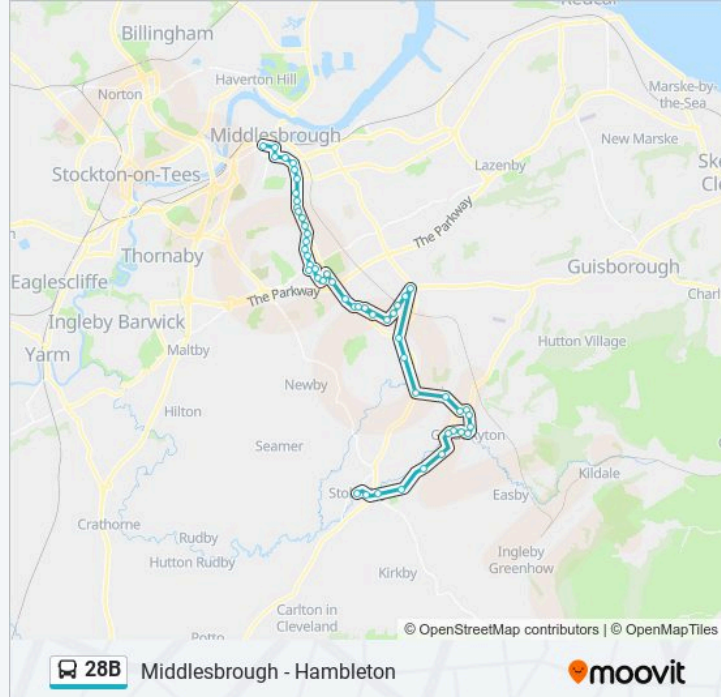 Redcar
Billingham
Haverton Hill
Norton
Marske-by-
the-Sea
Middlesbrough
New Marske
Stockton-on-Tees
Lazenby
The Parkway
Thornaby
Guisborough
Eaglescliffe
The Parkway
Ingleby Barwick
Maltby
Yarm
Hutton Village
Newby
Hilton
Seamer
Kildale
Easby
Crathorne
Rudby
Hutton Rudby
Ingleby
Greenhow
Kirkby
Carlton in
Cleveland
Potto
© OpenStreetMap contributors | © OpenMapTiles
28B
Middlesbrough - Hambleton
moovit